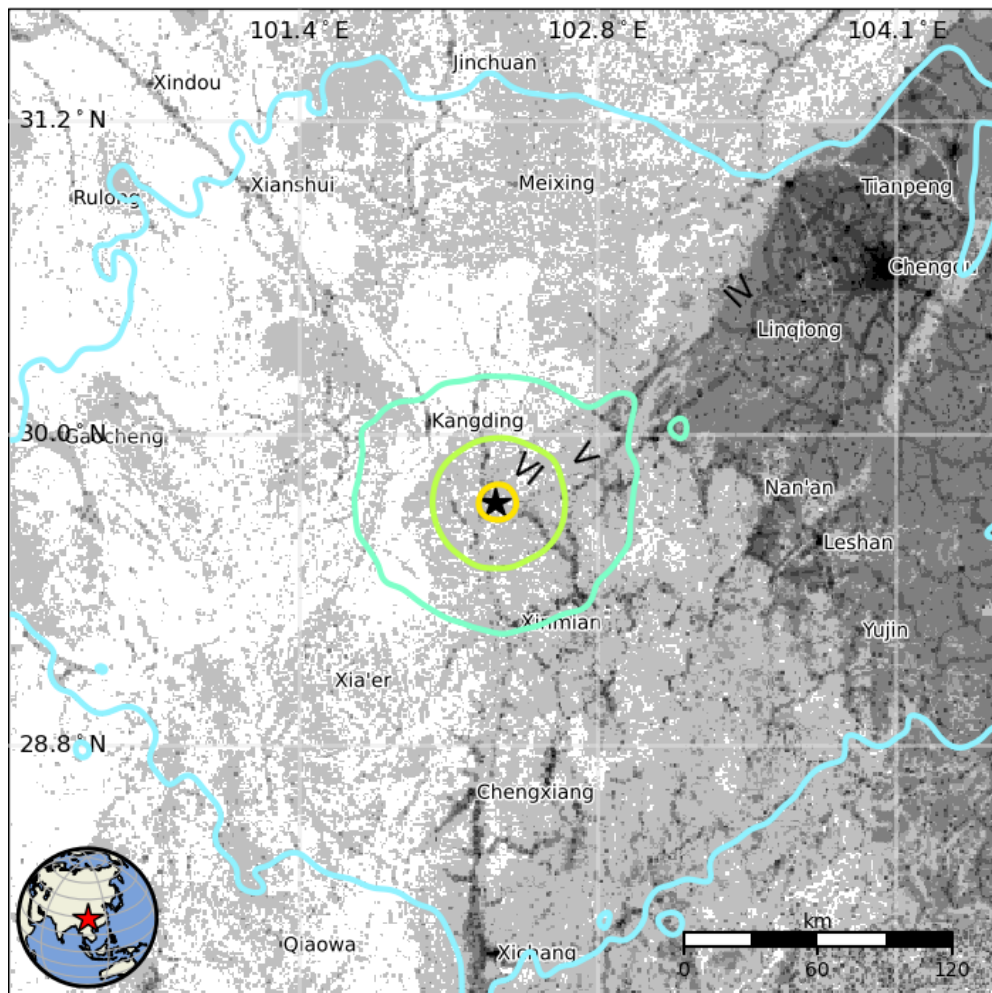 101.4°E
102.8°E
104.1°E
Jinchuan
Xindou
31.2°N
Xianshui
Meixing
Tianpeng
Rulong
Chengdu
IV
Linqiong
Kangding
30.0°N
Gaocheng
V
VI
Nan'an
Leshan
Xinmian
Yujin
Xia'er
28.8°N
Chengxiang
km
Qiaowa
Xichang
0
60
120